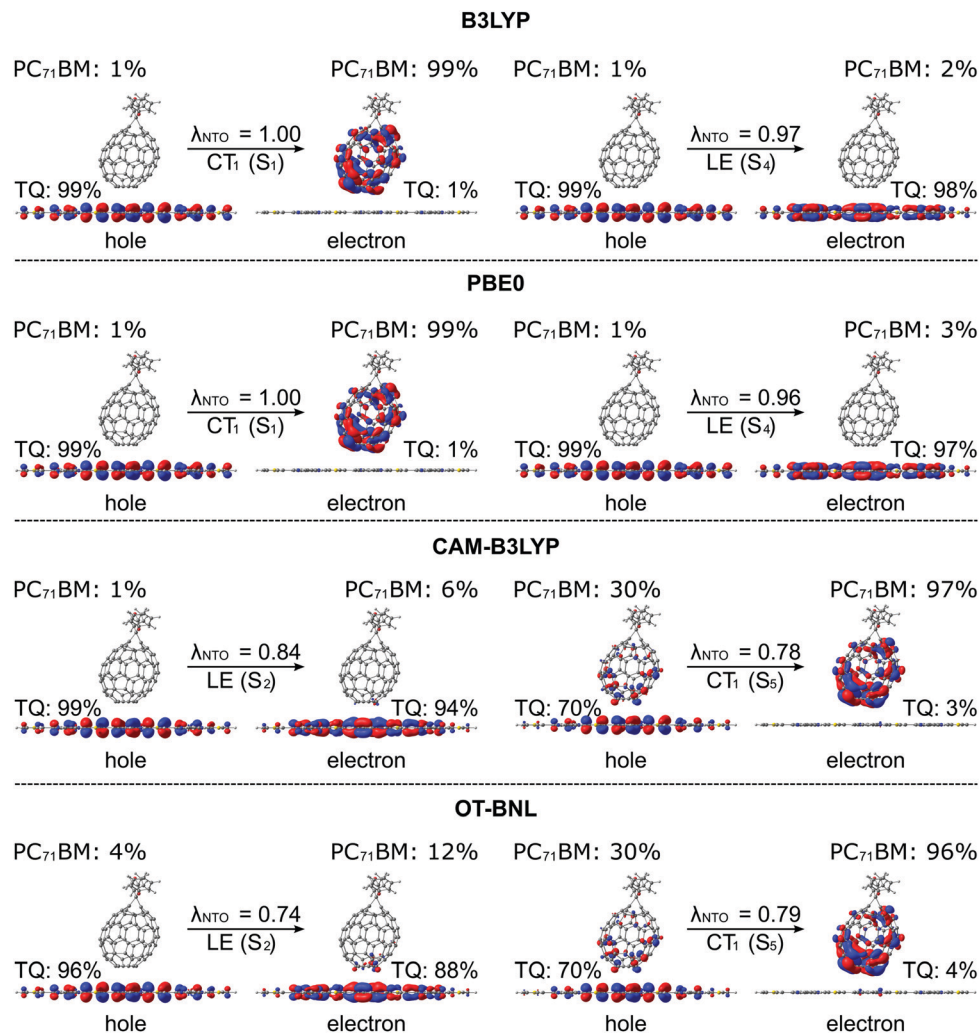 B3LYP
PC₇₁BM: 1% PC₇₁BM: 99% PC₇₁BM: 1% PC₇₁BM: 2%
λNTO = 1.00 λNTO = 0.97
CT₁ (S₁) LE (S₄)
TQ: 99% TQ: 1% TQ: 99% TQ: 98%
hole electron hole electron
PBE0
PC₇₁BM: 1% PC₇₁BM: 99% PC₇₁BM: 1% PC₇₁BM: 3%
λNTO = 1.00 λNTO = 0.96
CT₁ (S₁) LE (S₄)
TQ: 99% TQ: 1% TQ: 99% TQ: 97%
hole electron hole electron
CAM-B3LYP
PC₇₁BM: 1% PC₇₁BM: 6% PC₇₁BM: 30% PC₇₁BM: 97%
λNTO = 0.84 λNTO = 0.78
LE (S₂) CT₁ (S₅)
TQ: 99% TQ: 94% TQ: 70% TQ: 3%
hole electron hole electron
OT-BNL
PC₇₁BM: 4% PC₇₁BM: 12% PC₇₁BM: 30% PC₇₁BM: 96%
λNTO = 0.74 λNTO = 0.79
LE (S₂) CT₁ (S₅)
TQ: 96% TQ: 88% TQ: 70% TQ: 4%
hole electron hole electron